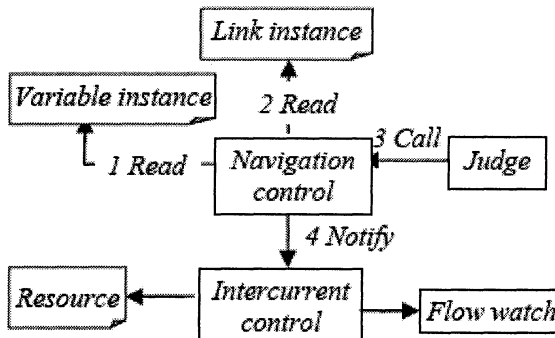 Link instance
Variable instance
2 Read
1 Read
Navigation
control
3 Call
Judge
4 Notify
Resource
Intercurrent
control
Flow watch